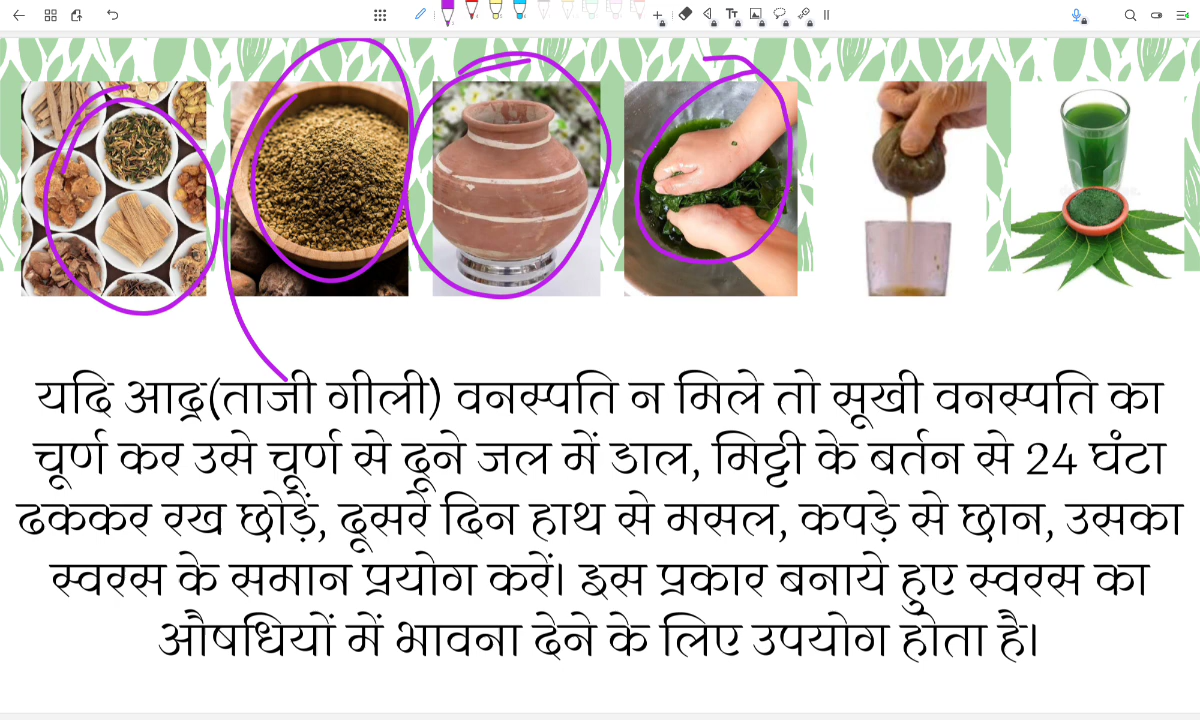 यदि आद्र(ताजी गीली) वनस्पति न मिले तो सूखी वनस्पति का
चूर्ण कर उसे चूर्ण से दूने जल में डाल, मिट्टी के बर्तन से 24 घंटा
ढककर रख छोड़ें, दूसरे दिन हाथ से मसल, कपड़े से छान, उसका
स्वरस के समान प्रयोग करें। इस प्रकार बनाये हुए स्वरस का
औषधियों में भावना देने के लिए उपयोग होता है।